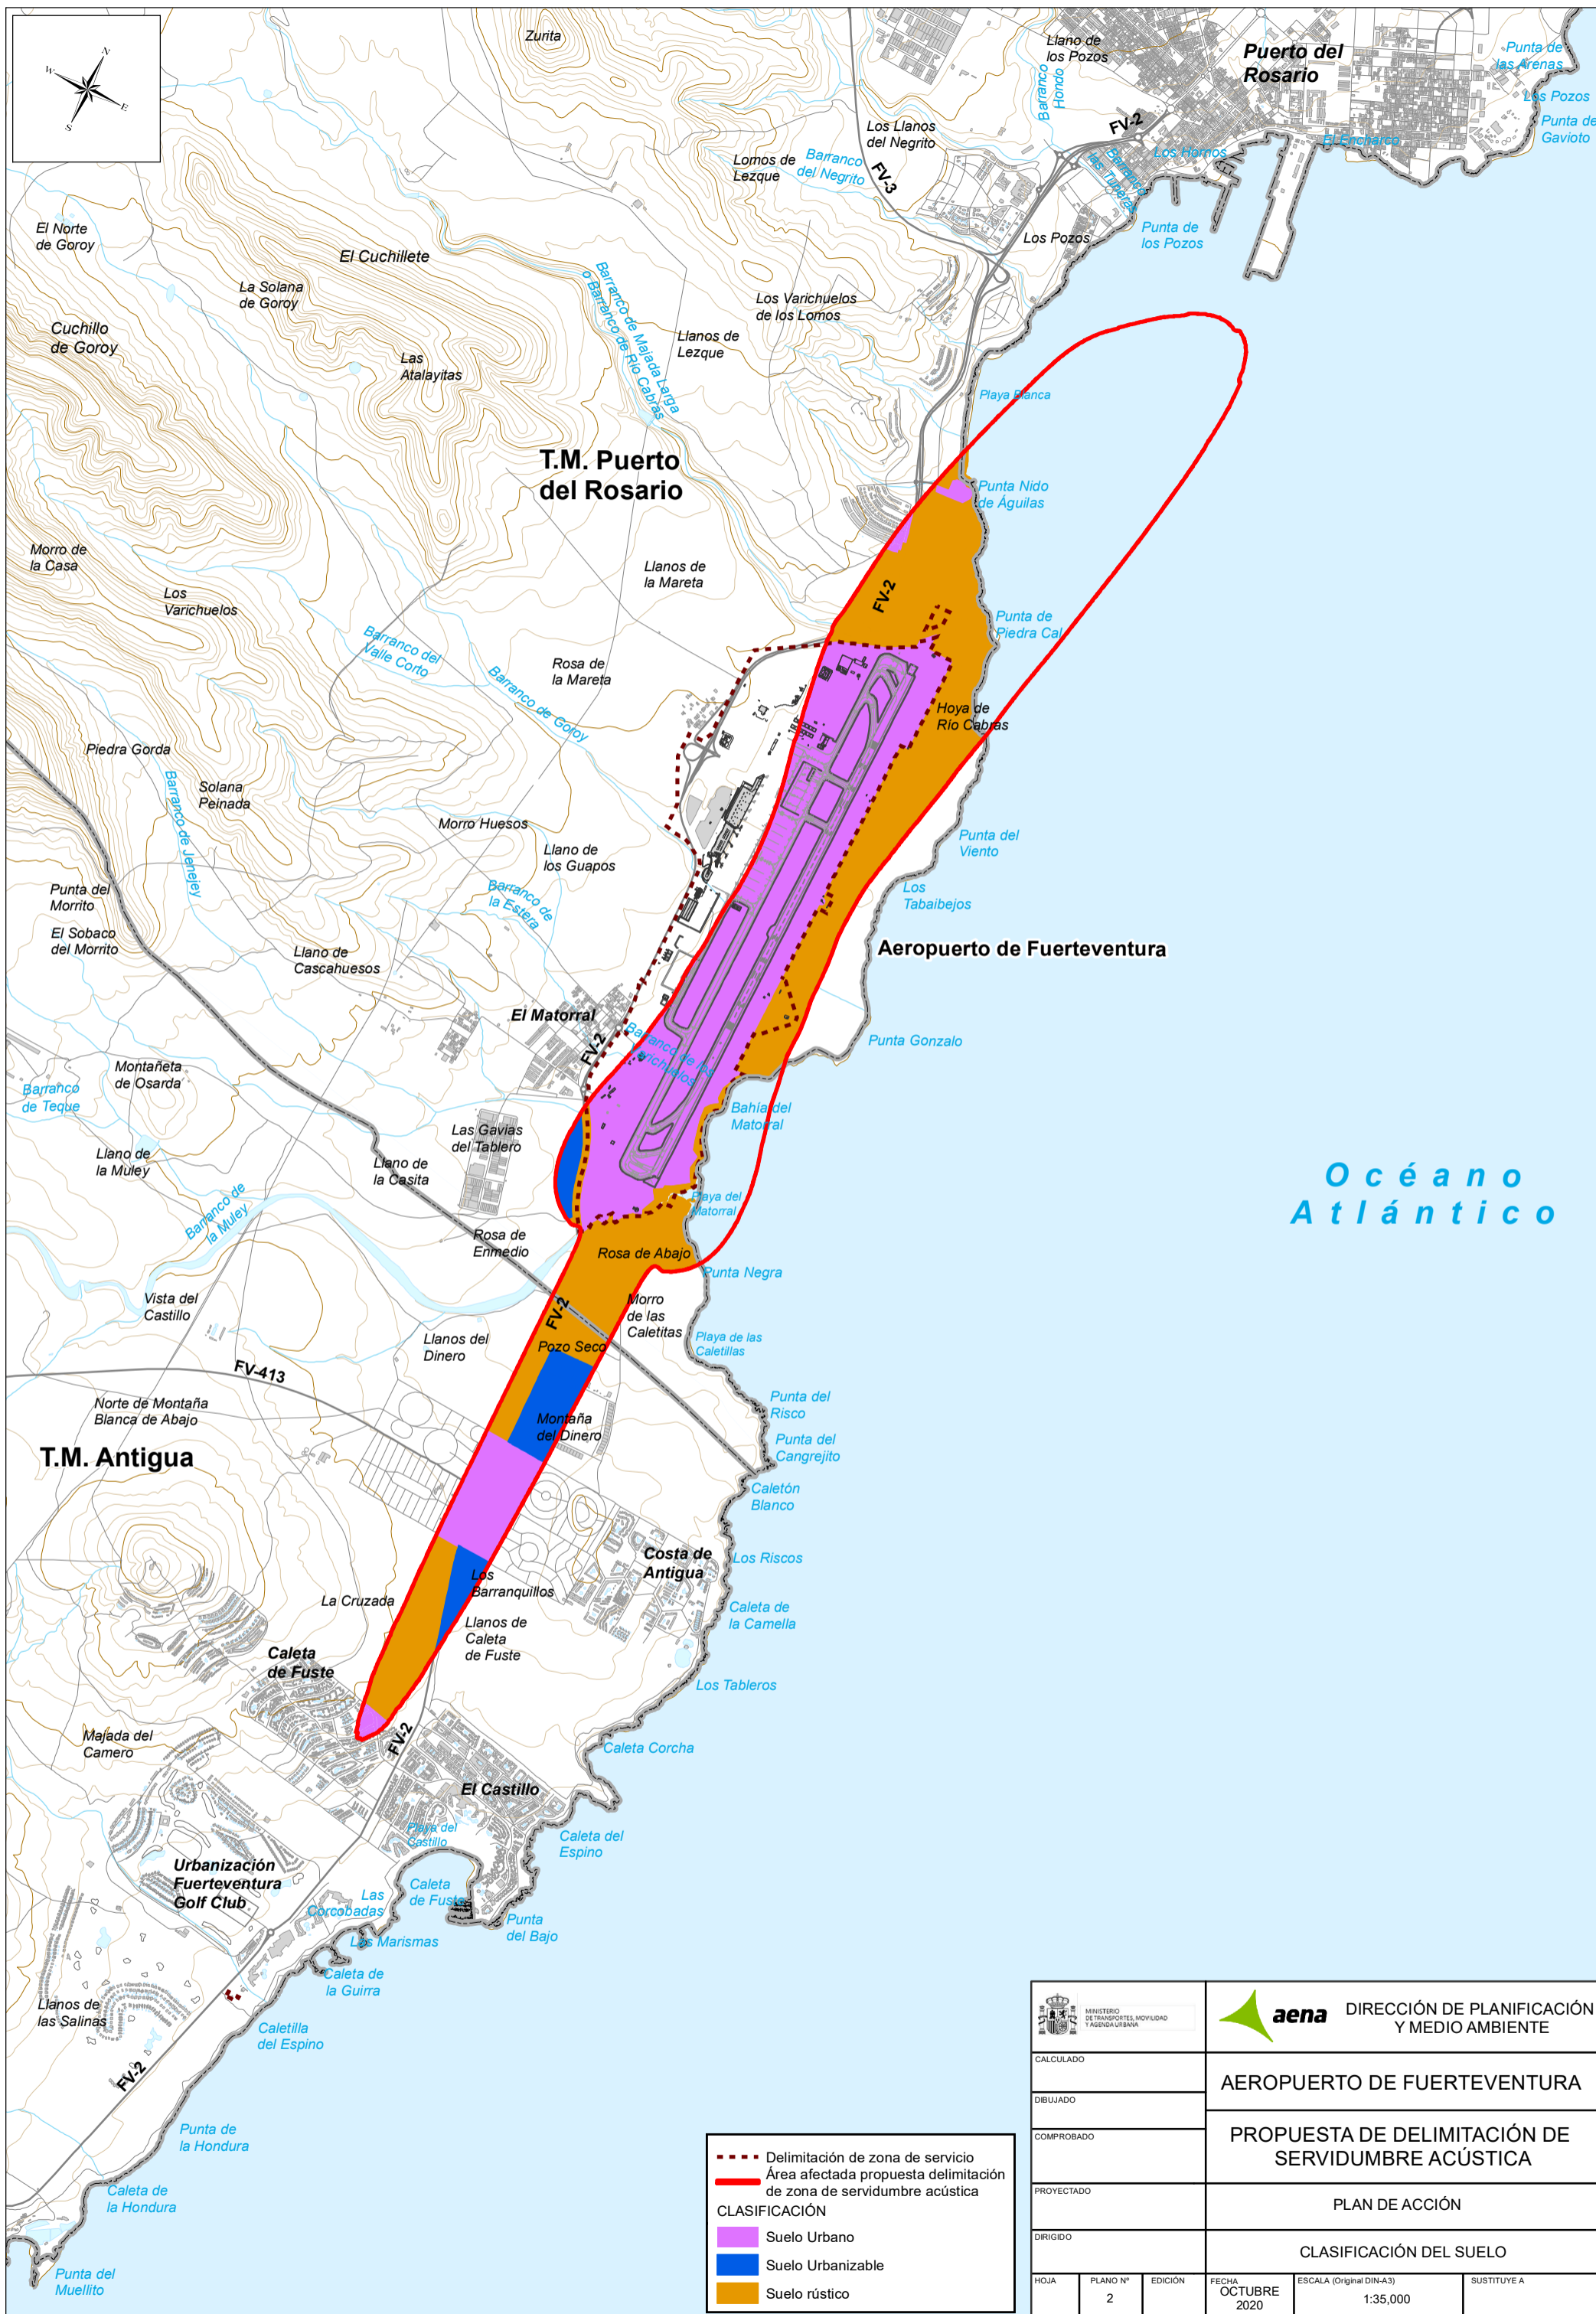 N
W
E
S
Zurita
Llano de
los Pozos
Puerto del
Rosario
Punta de
las Arenas
Los Pozos
Punta de
Gavioto
Barranco
Hondo
FV-2
Los Hornos
El Encharco
Los Llanos
del Negrito
Lomos de
Lezque
Barranco
del Negrito
FV-3
Barranco
las Tuneras
Punta de
los Pozos
Los Pozos
El Norte
de Goroy
El Cuchillete
La Solana
de Goroy
Barranco de Majada Larga
o Barranco de Río Cabras
Los Varichuelos
de los Lomos
Cuchillo
de Goroy
Las
Atalayitas
Llanos de
Lezque
Playa Blanca
T.M. Puerto
del Rosario
Punta Nido
de Águilas
Morro de
la Casa
Los
Varichuelos
Llanos de
la Mareta
FV-2
Punta de
Piedra Cal
Barranco del
Valle Corto
Rosa de
la Mareta
Barranco de Goroy
Hoya de
Río Cabras
Piedra Gorda
Solana
Peinada
Barranco de Jenejey
Morro Huesos
Llano de
los Guapos
Punta del
Viento
Punta del
Morrito
Barranco de
la Estera
Los
Tabaibejos
El Sobaco
del Morrito
Llano de
Cascahuesos
Aeropuerto de Fuerteventura
El Matorral
Barranco de las
Varichuelos
FV-2
Punta Gonzalo
Montañeta
de Osarda
Barranco
de Teque
Bahía del
Matorral
Las Gavias
del Tablero
Llano de
la Muley
Llano de
la Casita
Océano
Atlántico
Barranco de
la Muley
Playa del
Matorral
Rosa de
Enmedio
Rosa de Abajo
Punta Negra
Vista del
Castillo
FV-2
Morro
de las
Caletitas
Llanos del
Dinero
Pozo Seco
Playa de las
Caletillas
FV-413
Norte de Montaña
Blanca de Abajo
Montaña
del Dinero
Punta del
Risco
T.M. Antigua
Punta del
Cangrejito
Caletón
Blanco
Costa de
Antigua
Los Riscos
Los
Barranquillos
La Cruzada
Caleta de
la Camella
Llanos de
Caleta
de Fuste
Caleta
de Fuste
Los Tableros
Majada del
Camero
FV-2
Caleta Corcha
El Castillo
Playa del
Castillo
Caleta del
Espino
Urbanización
Fuerteventura
Golf Club
Las
Corcobadas
Caleta
de Fuste
Punta
del Bajo
Las Marismas
Caleta de
la Guirra
Llanos de
las Salinas
Caletilla
del Espino
FV-2
Punta de
la Hondura
Caleta de
la Hondura
Punta del
Muellito
Delimitación de zona de servicio
Área afectada propuesta delimitación
de zona de servidumbre acústica
CLASIFICACIÓN
Suelo Urbano
Suelo Urbanizable
Suelo rústico
MINISTERIO
DE TRANSPORTES, MOVILIDAD
Y AGENDA URBANA
aena
DIRECCIÓN DE PLANIFICACIÓN
Y MEDIO AMBIENTE
CALCULADO
AEROPUERTO DE FUERTEVENTURA
DIBUJADO
COMPROBADO
PROPUESTA DE DELIMITACIÓN DE
SERVIDUMBRE ACÚSTICA
PROYECTADO
PLAN DE ACCIÓN
DIRIGIDO
CLASIFICACIÓN DEL SUELO
HOJA
PLANO Nº
2
EDICIÓN
FECHA
OCTUBRE
2020
ESCALA (Original DIN-A3)
1:35,000
SUSTITUYE A